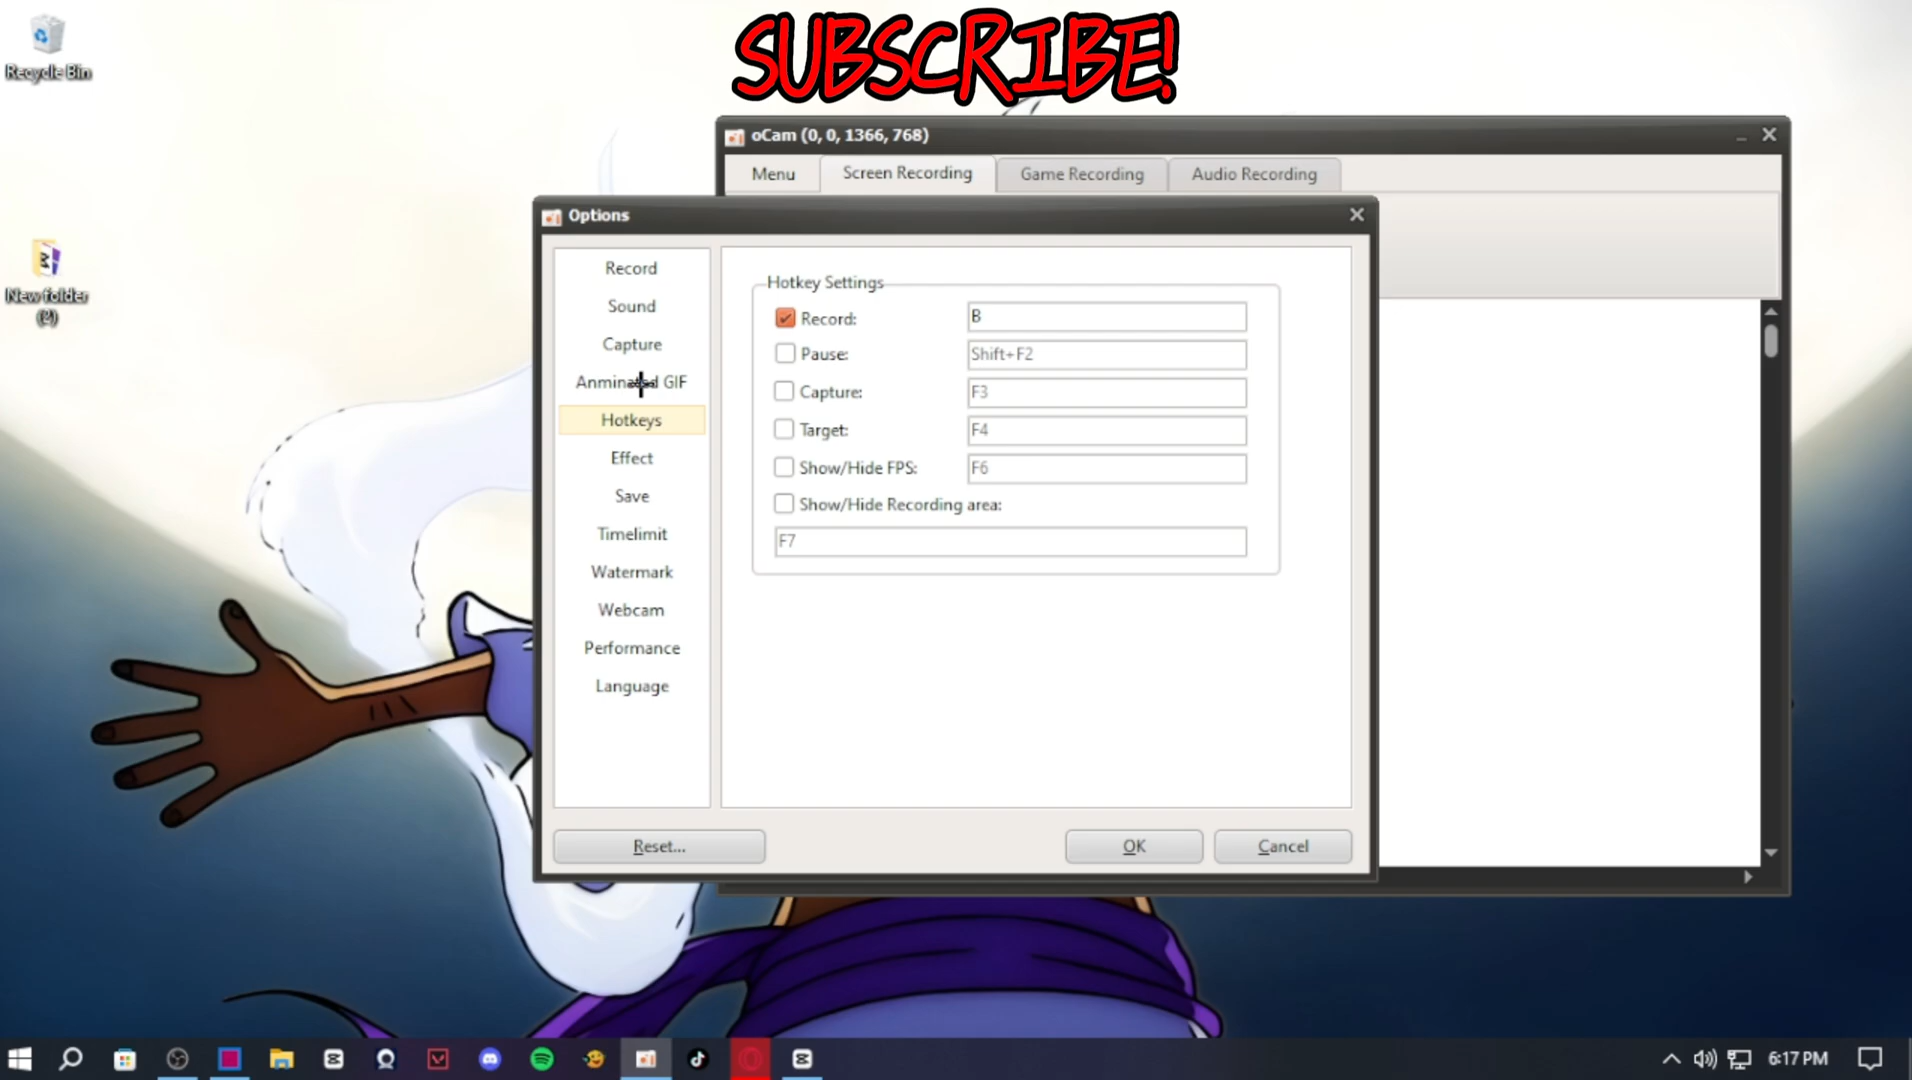 SUBSCRIBE!
Recycle Bin
New folder
(2)
oCam (0, 0, 1366, 768)
Menu
Screen Recording
Game Recording
Audio Recording
Options
Record
Sound
Capture
Anminated GIF
Hotkeys
Effect
Save
Timelimit
Watermark
Webcam
Performance
Language
Hotkey Settings
Record: B
Pause: Shift+F2
Capture: F3
Target: F4
Show/Hide FPS: F6
Show/Hide Recording area:
F7
Reset...
OK
Cancel
6:17 PM